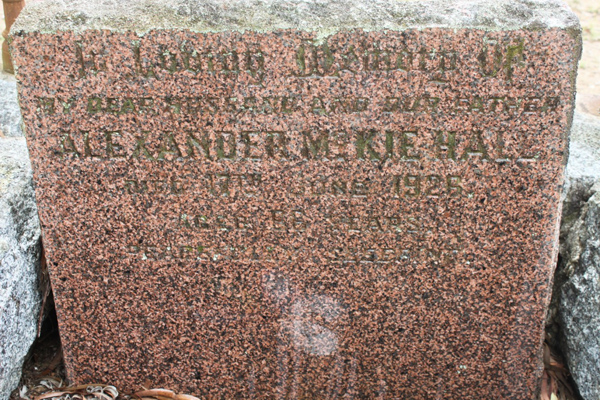 In Loving Memory Of
MY DEAR HUSBAND AND OUR FATHER
ALEXANDER McKIE HALL
DIED 17TH JUNE 1926
AGED 66 YEARS